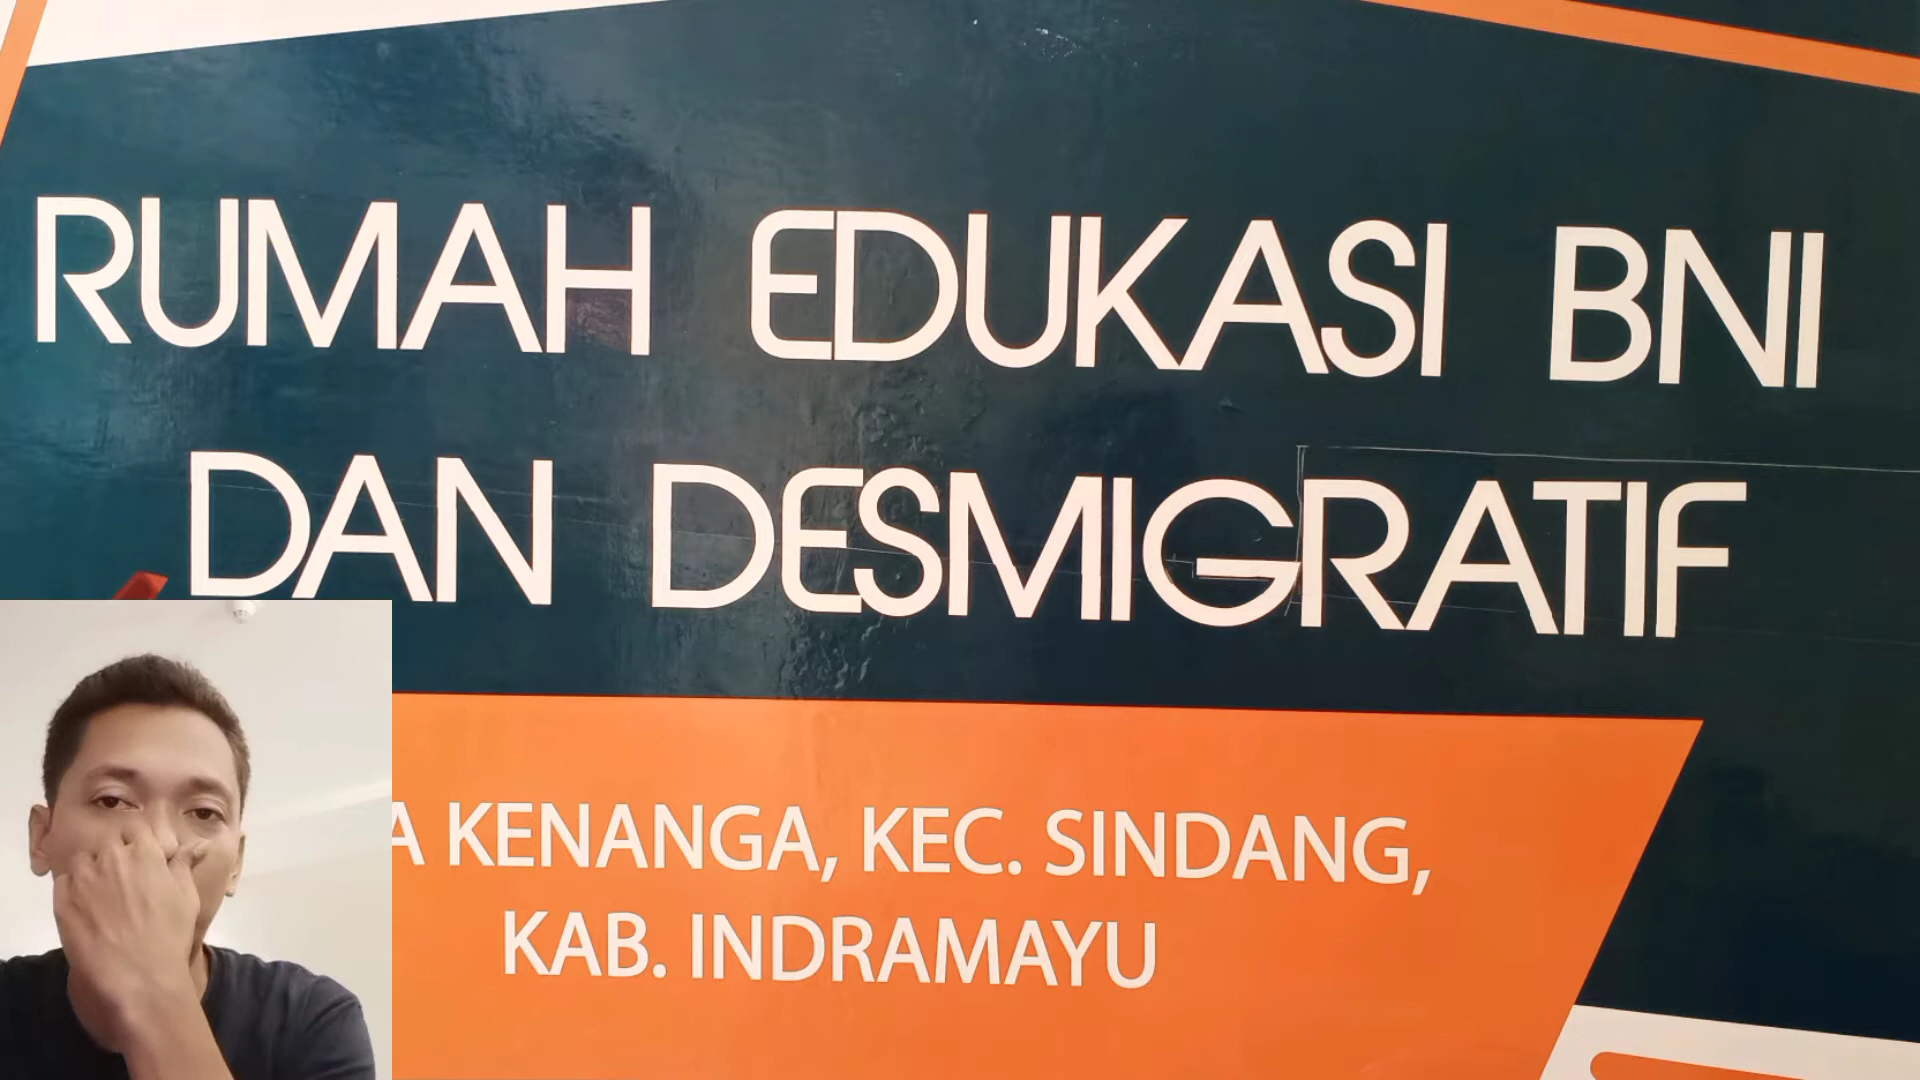 RUMAH EDUKASI BNI
DAN DESMIGRATIF
KENANGA, KEC. SINDANG,
KAB. INDRAMAYU